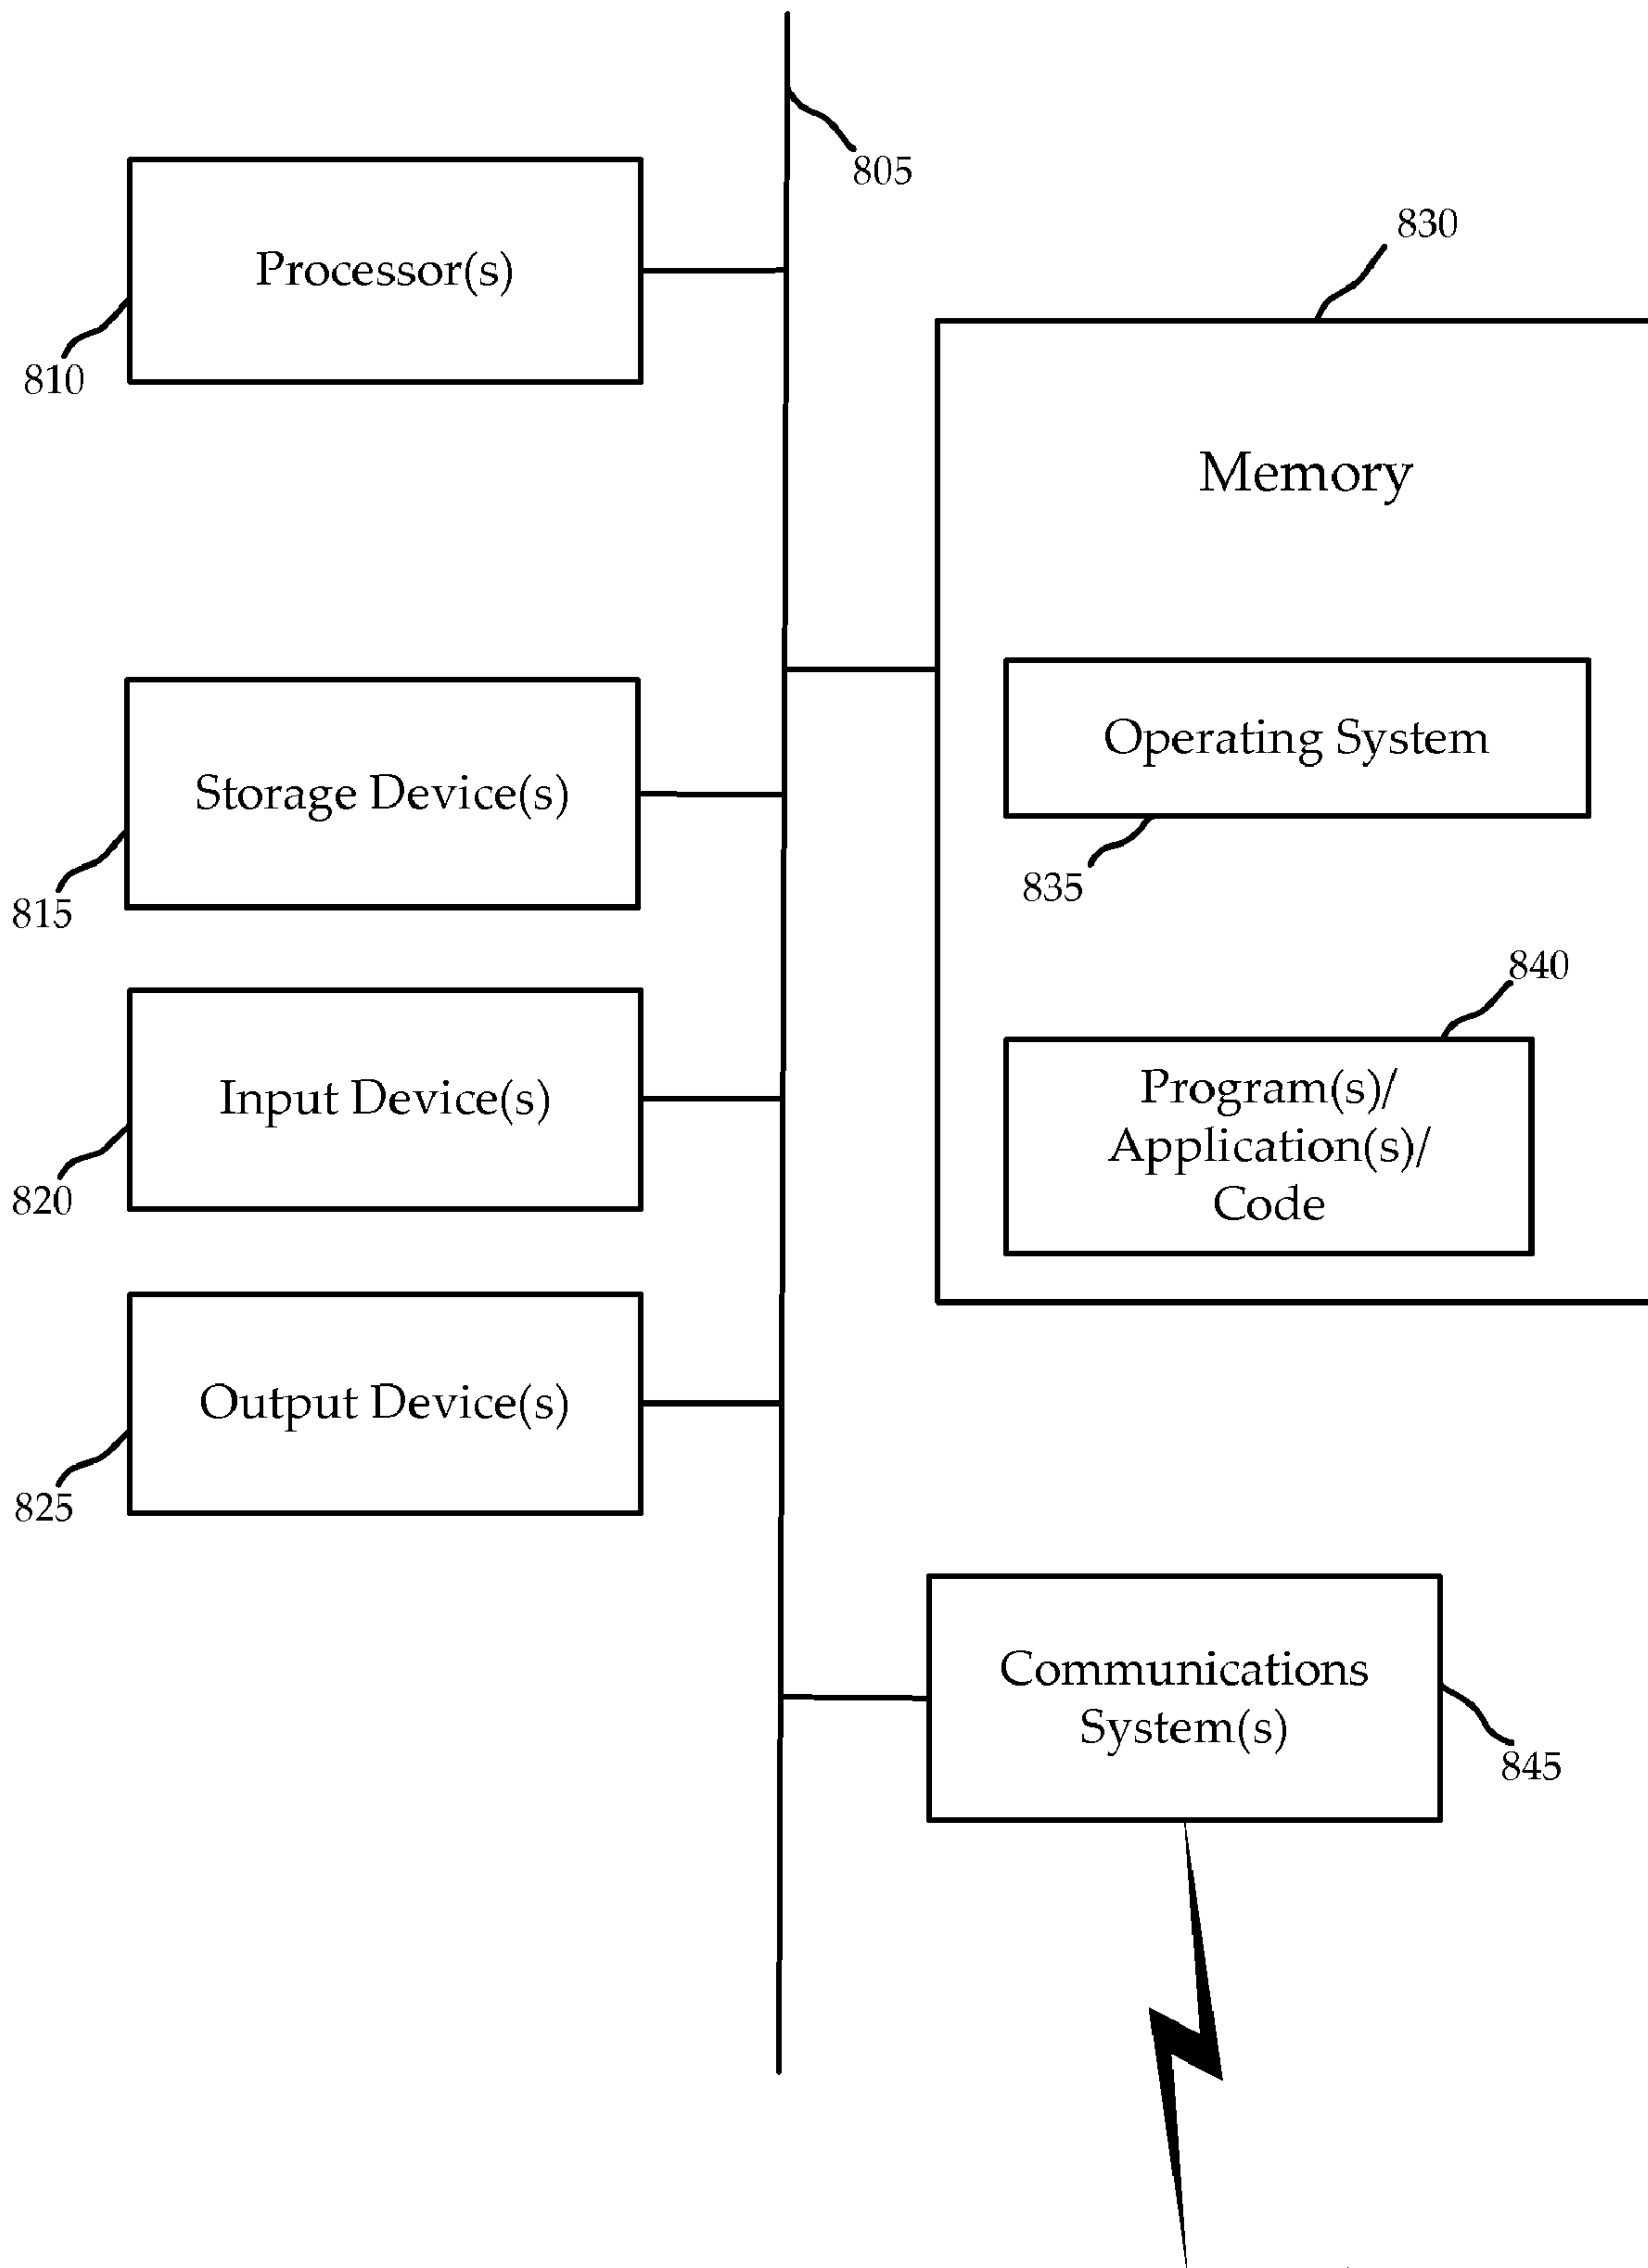 805
830
Processor(s)
810
Memory
Operating System
835
Storage Device(s)
815
840
Program(s)/
Application(s)/
Code
Input Device(s)
820
Output Device(s)
825
Communications
System(s)
845